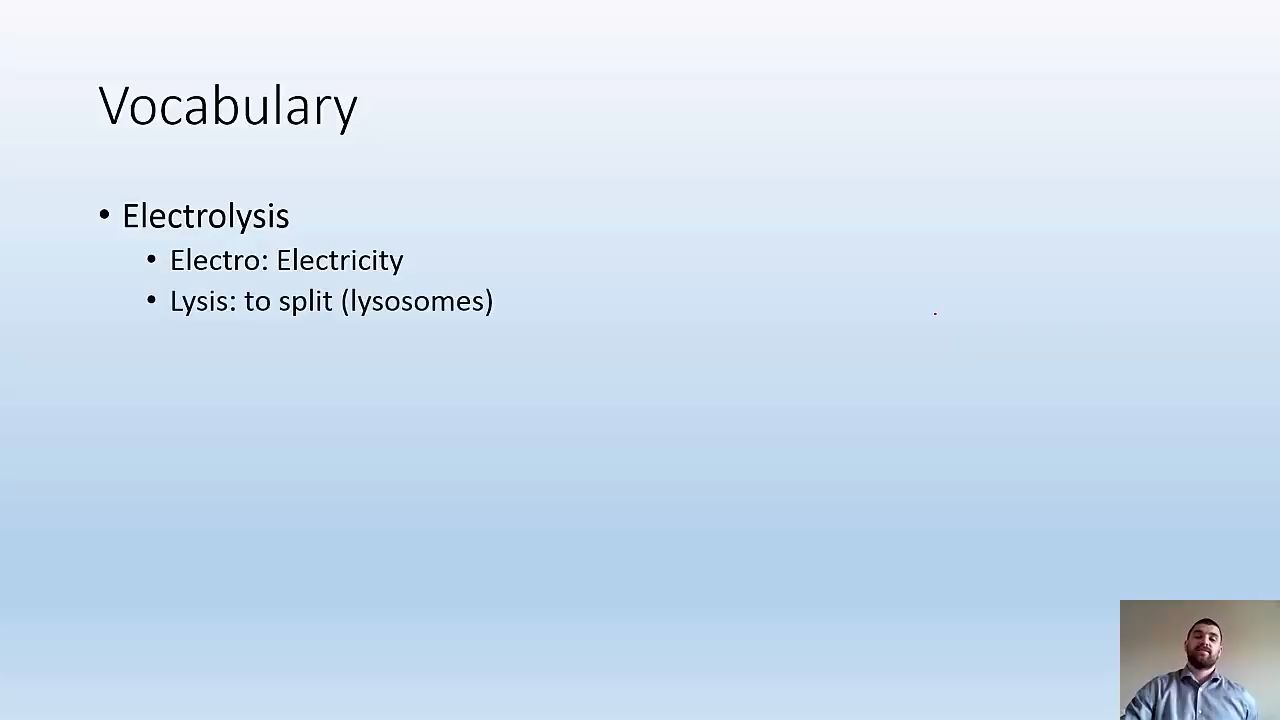 Vocabulary
• Electrolysis
• Electro: Electricity
• Lysis: to split (lysosomes)